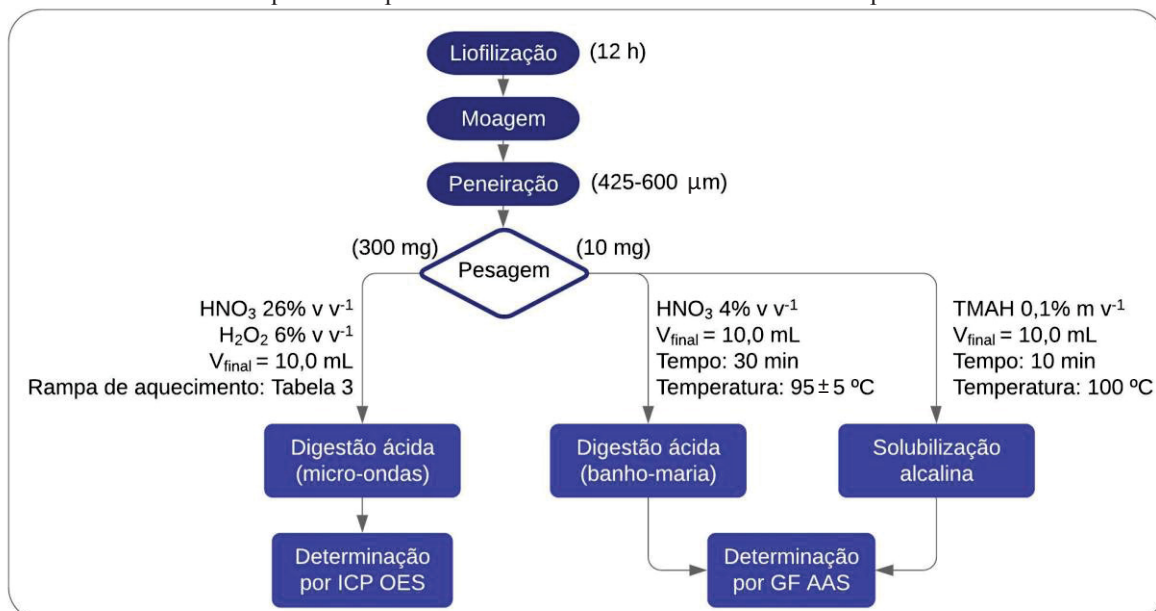 Liofilização (12 h)
Moagem
Peneiração (425-600 μm)
(300 mg) Pesagem (10 mg)
HNO₃ 26% v v⁻¹
H₂O₂ 6% v v⁻¹
V_final = 10,0 mL
Rampa de aquecimento: Tabela 3
HNO₃ 4% v v⁻¹
V_final = 10,0 mL
Tempo: 30 min
Temperatura: 95 ± 5 ºC
TMAH 0,1% m v⁻¹
V_final = 10,0 mL
Tempo: 10 min
Temperatura: 100 ºC
Digestão ácida
(micro-ondas)
Digestão ácida
(banho-maria)
Solubilização
alcalina
Determinação
por ICP OES
Determinação
por GF AAS